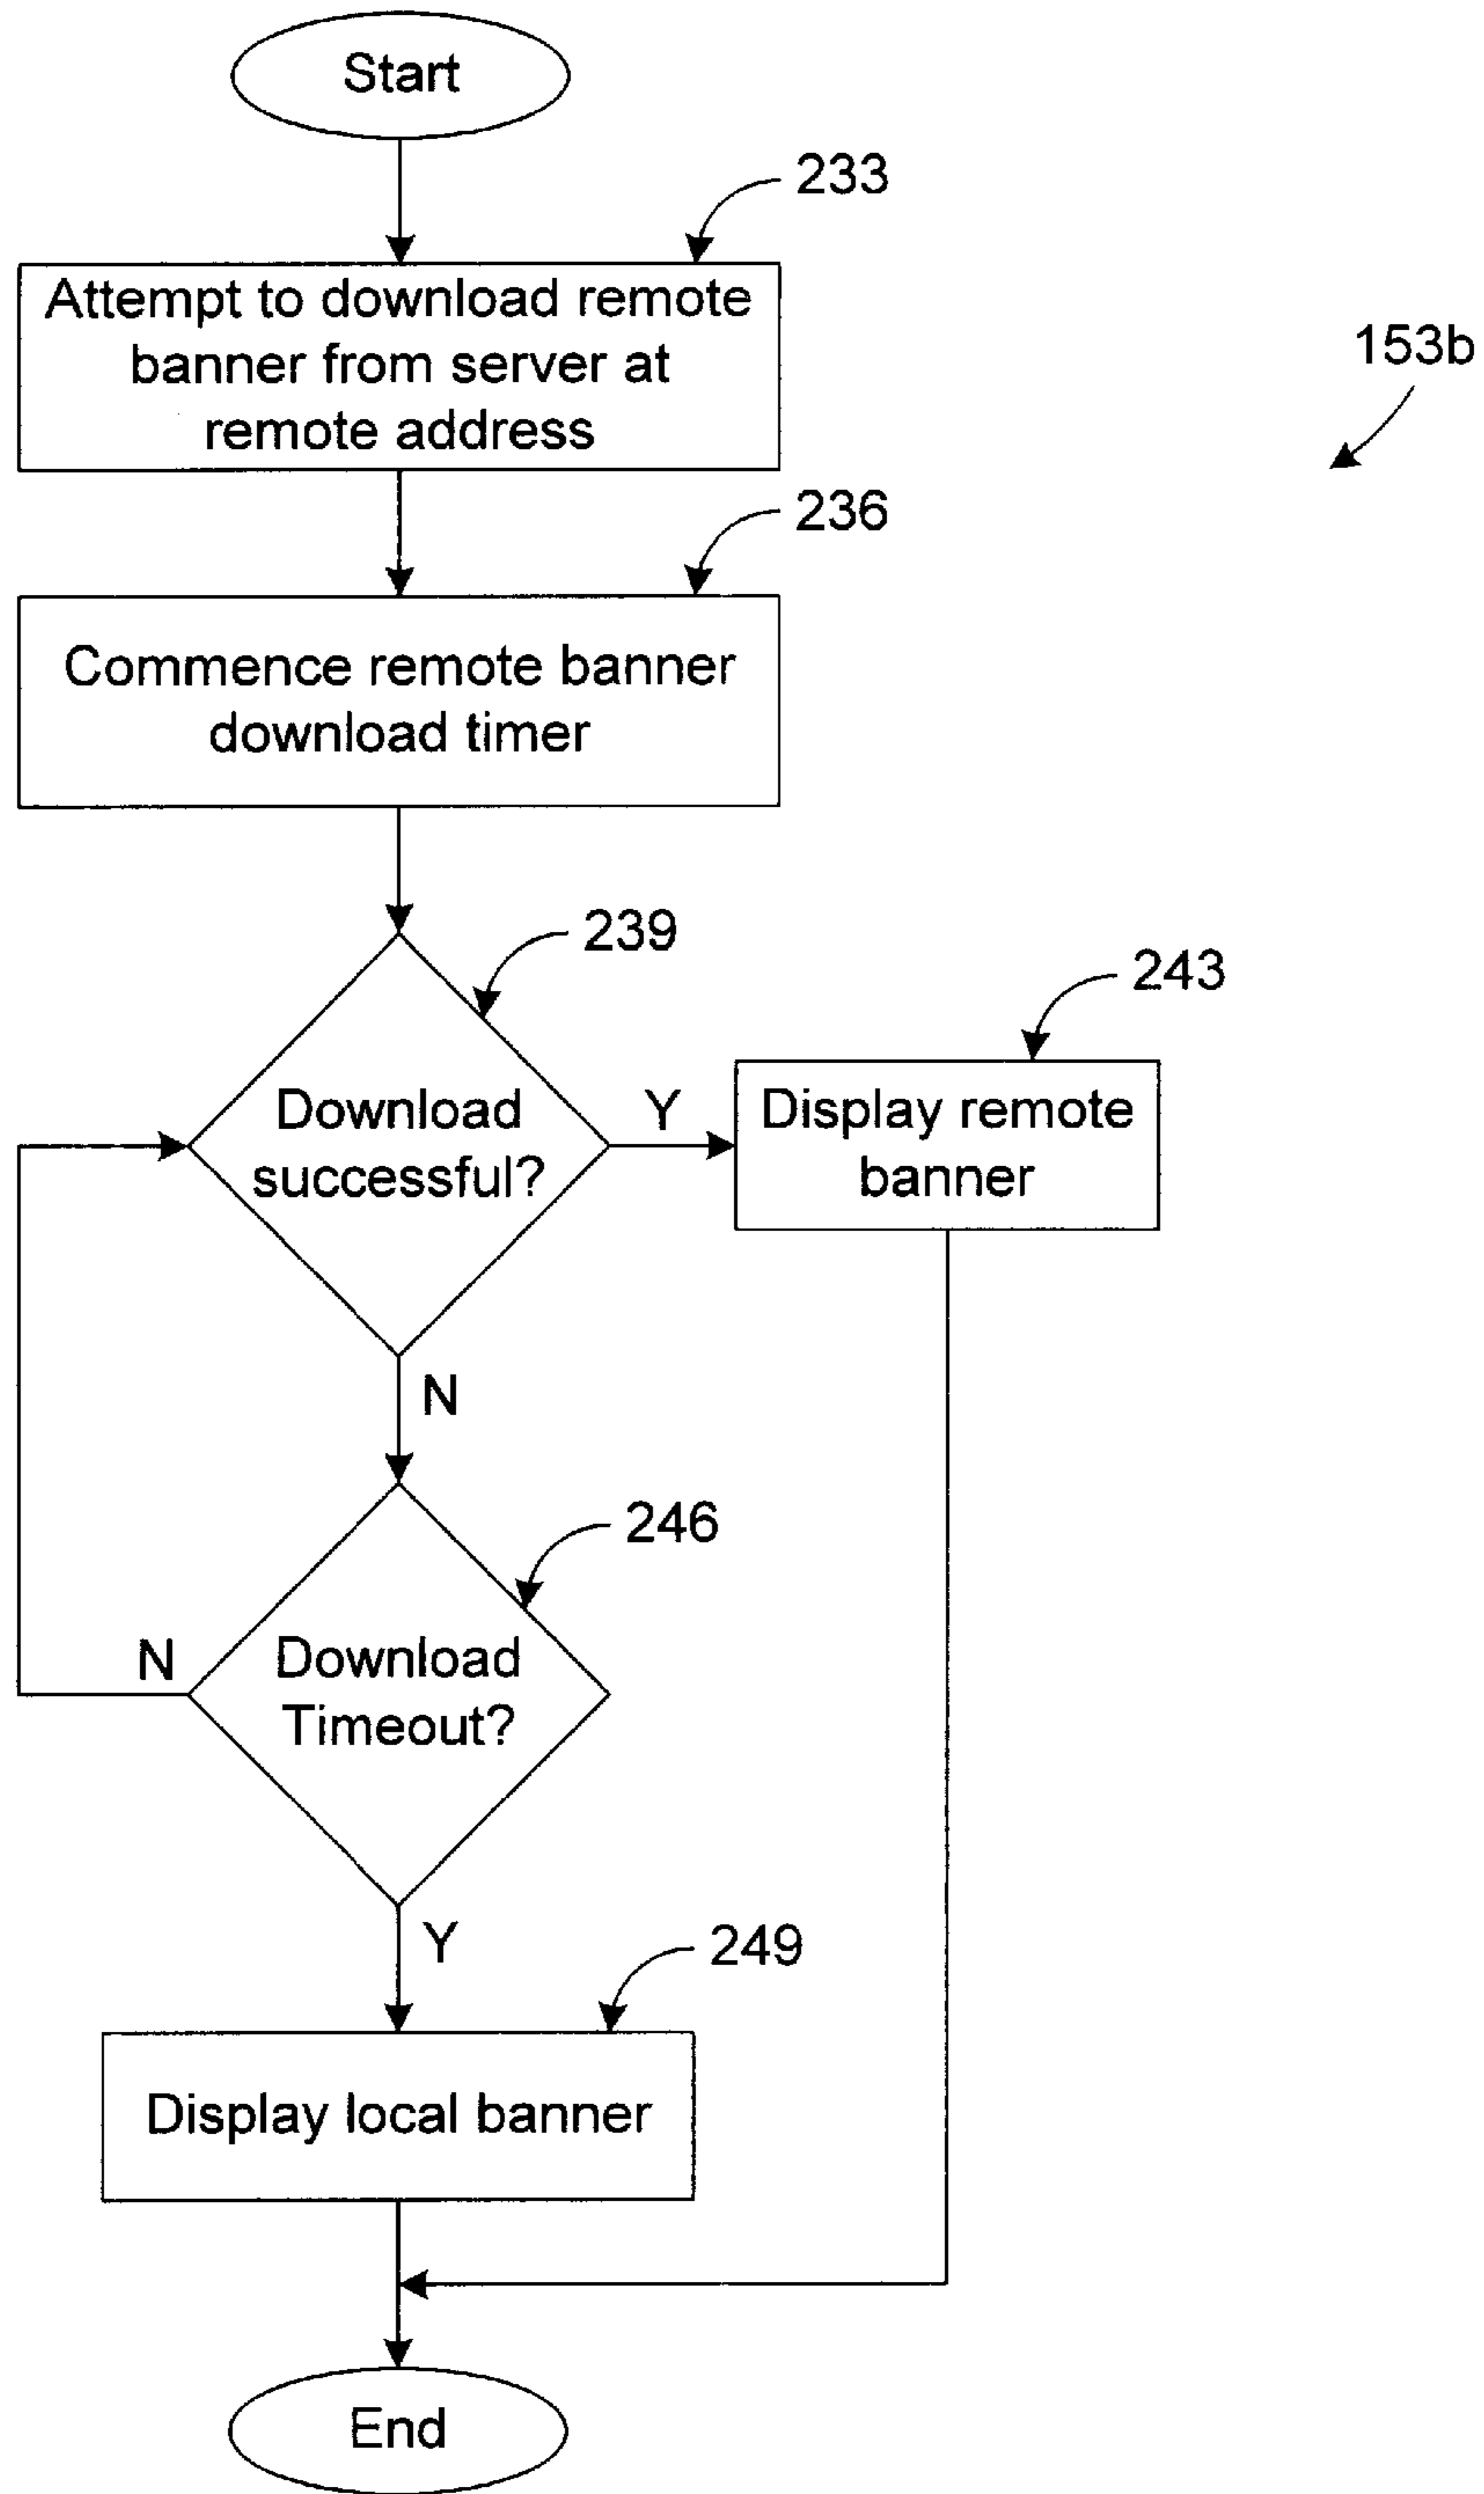 Start
233
Attempt to download remote
banner from server at
remote address
153b
236
Commence remote banner
download timer
239
243
Download
successful?
Y
Display remote
banner
N
246
Download
Timeout?
N
Y
249
Display local banner
End